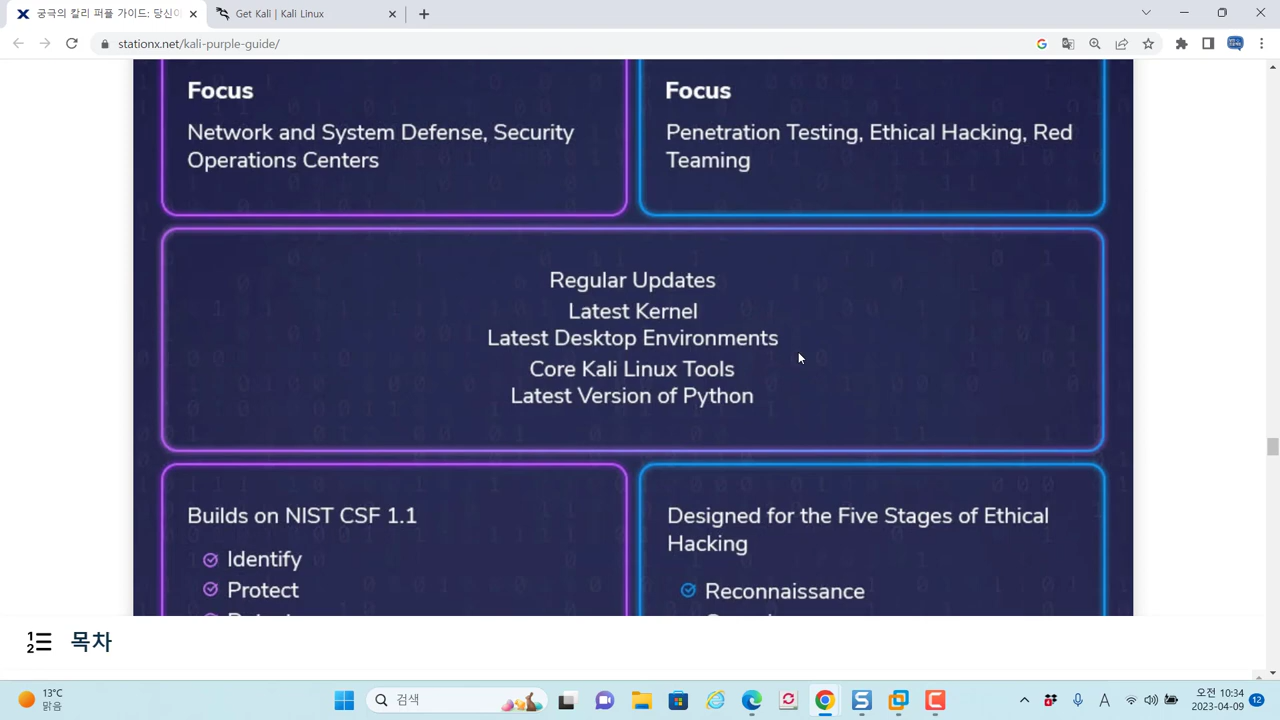 궁극의 칼리 퍼플 가이드: 당신이
Get Kali | Kali Linux
stationx.net/kali-purple-guide/
Focus
Network and System Defense, Security
Operations Centers
Focus
Penetration Testing, Ethical Hacking, Red
Teaming
Regular Updates
Latest Kernel
Latest Desktop Environments
Core Kali Linux Tools
Latest Version of Python
Builds on NIST CSF 1.1
Identify
Protect
Designed for the Five Stages of Ethical
Hacking
Reconnaissance
목차
13°C
맑음
검색
A
오전 10:34
2023-04-09
12